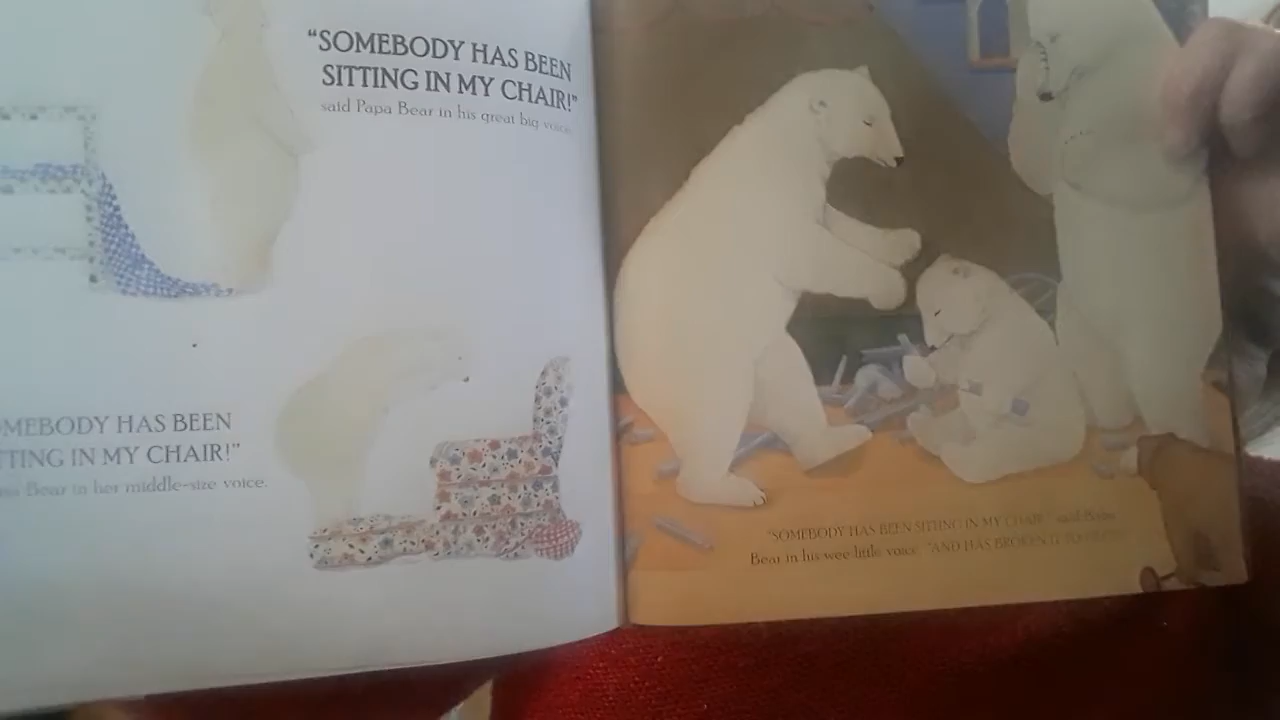 “SOMEBODY HAS BEEN
SITTING IN MY CHAIR!”
said Papa Bear in his great big voice.
OMEBODY HAS BEEN
TTING IN MY CHAIR!”
Bear in her middle-size voice.
“SOMEBODY HAS BEEN SITTING IN MY CHAIR,” said Baby
Bear in his wee little voice, “AND HAS BROKEN IT